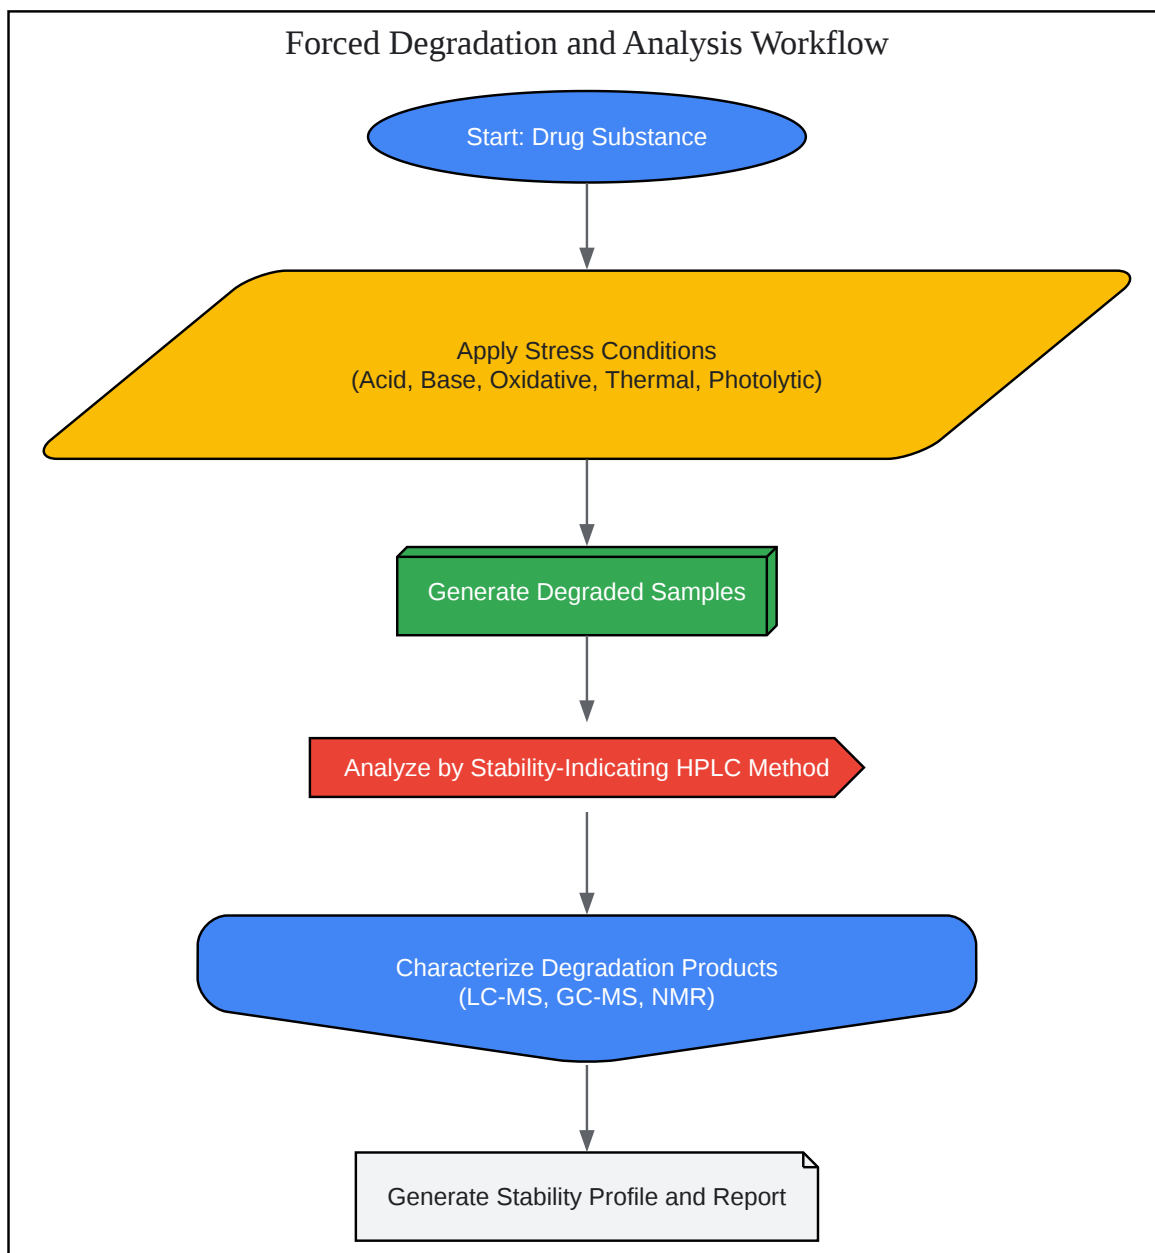 Forced Degradation and Analysis Workflow
Start: Drug Substance
Apply Stress Conditions
(Acid, Base, Oxidative, Thermal, Photolytic)
Generate Degraded Samples
Analyze by Stability-Indicating HPLC Method
Characterize Degradation Products
(LC-MS, GC-MS, NMR)
Generate Stability Profile and Report